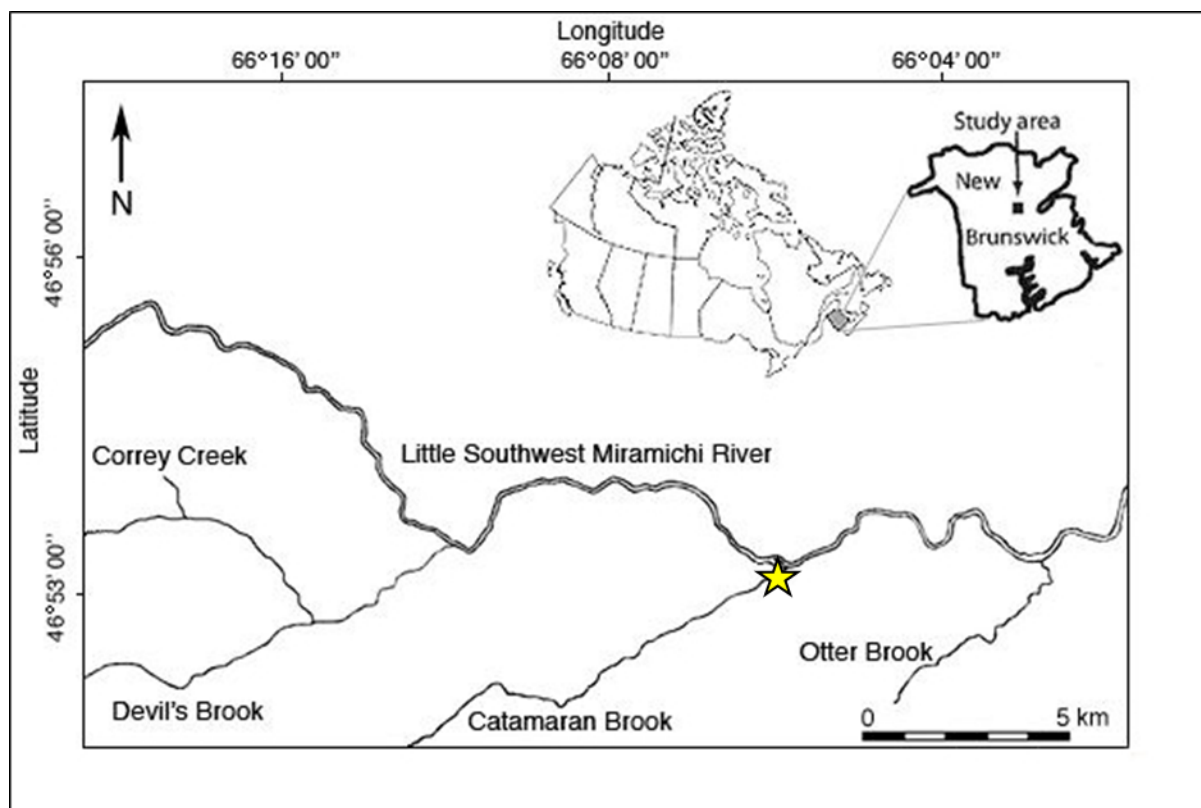 Longitude
66°16' 00"
66°08' 00"
66°04' 00"
N
Study area
New
Brunswick
46°56' 00"
Latitude
Correy Creek
Little Southwest Miramichi River
46°53' 00"
Otter Brook
Devil's Brook
Catamaran Brook
0
5 km